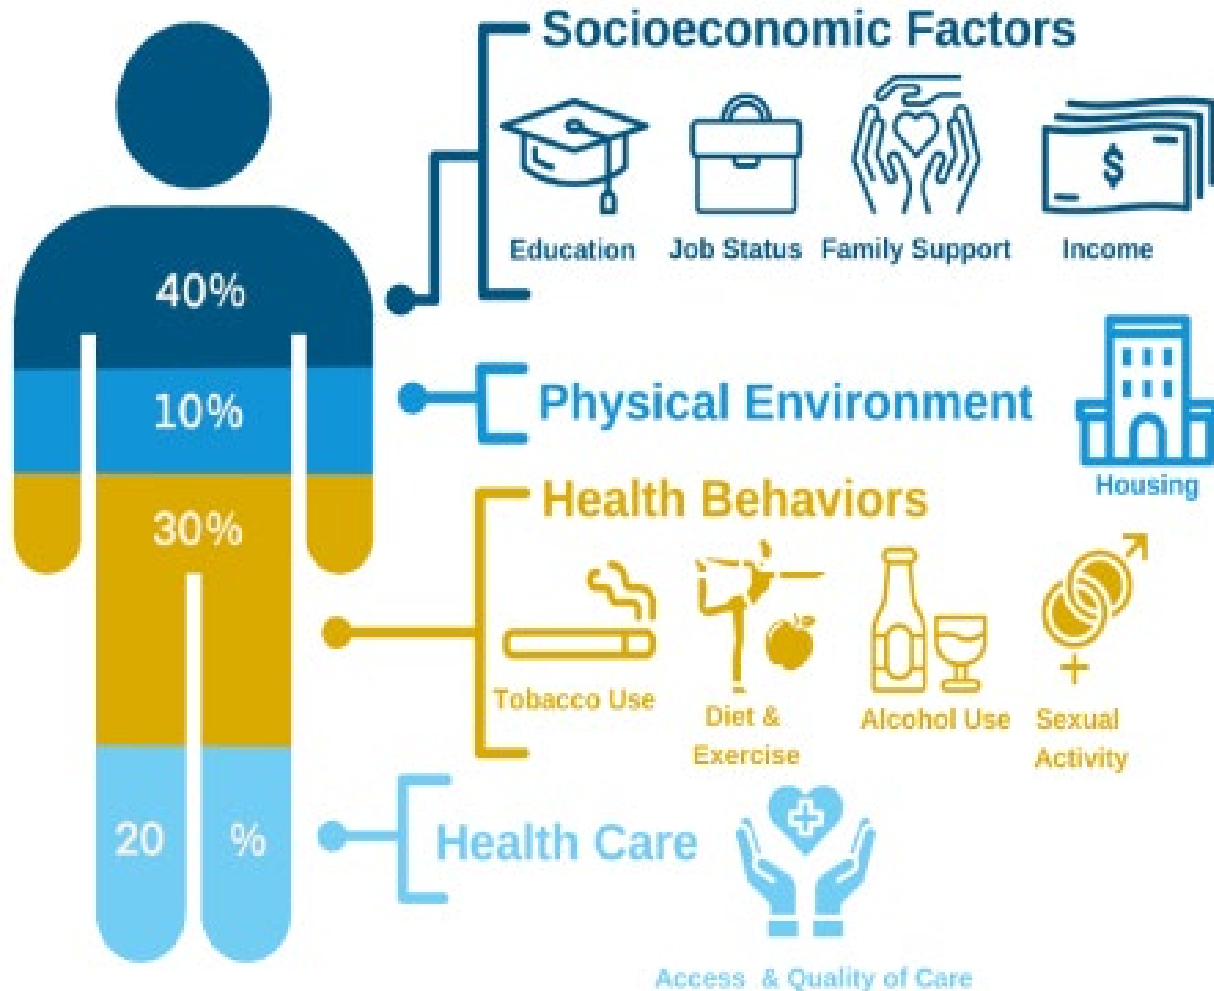 Socioeconomic Factors
Education Job Status Family Support Income
40%
Physical Environment
10%
Housing
Health Behaviors
30%
Tobacco Use
Diet &
Exercise
Alcohol Use
Sexual
Activity
20 %
Health Care
Access & Quality of Care
$